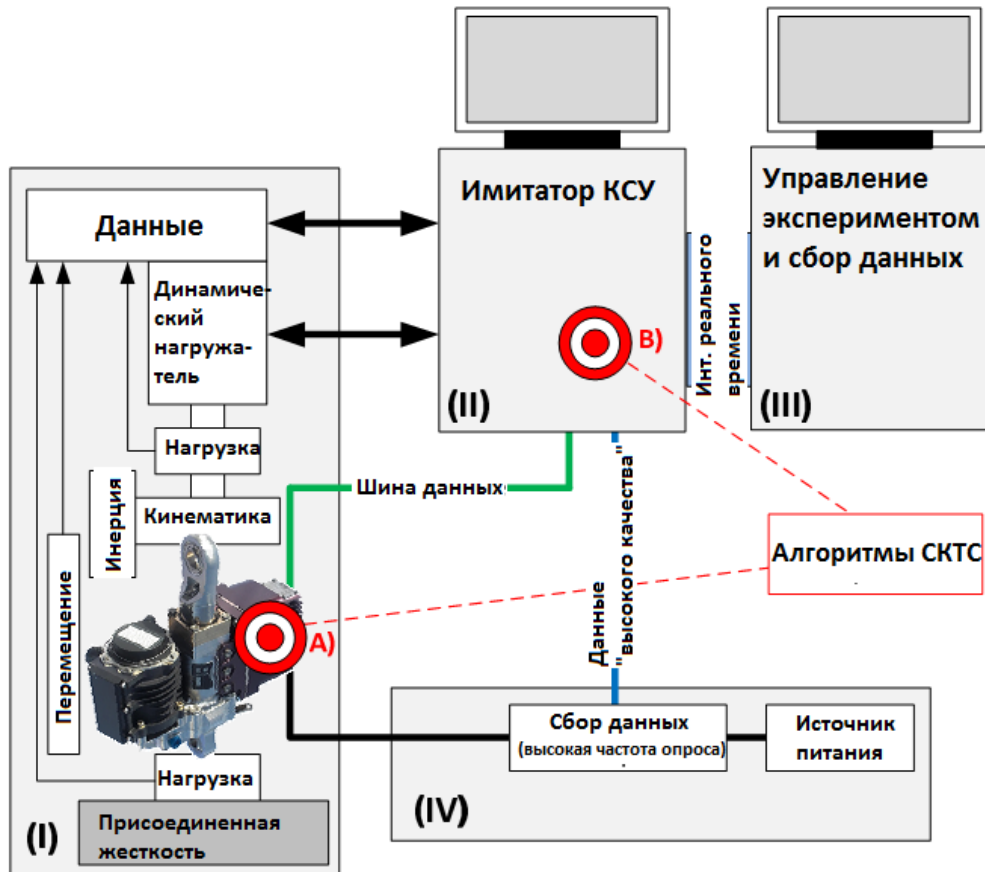 Имитатор КСУ
B)
(II)
Управление
экспериментом
и сбор данных
(III)
Инт. реального
времени
Данные
Динамиче-
ский
нагружа-
тель
Нагрузка
Инерция
Кинематика
Перемещение
A)
Нагрузка
Присоединенная
жесткость
(I)
Шина данных
Данные
"высокого качества"
Алгоритмы СКТС
Сбор данных
(высокая частота опроса)
Источник
питания
(IV)